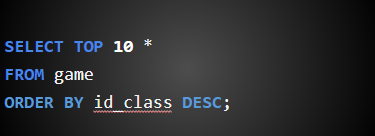 SELECT TOP 10 *
FROM game
ORDER BY id_class DESC;